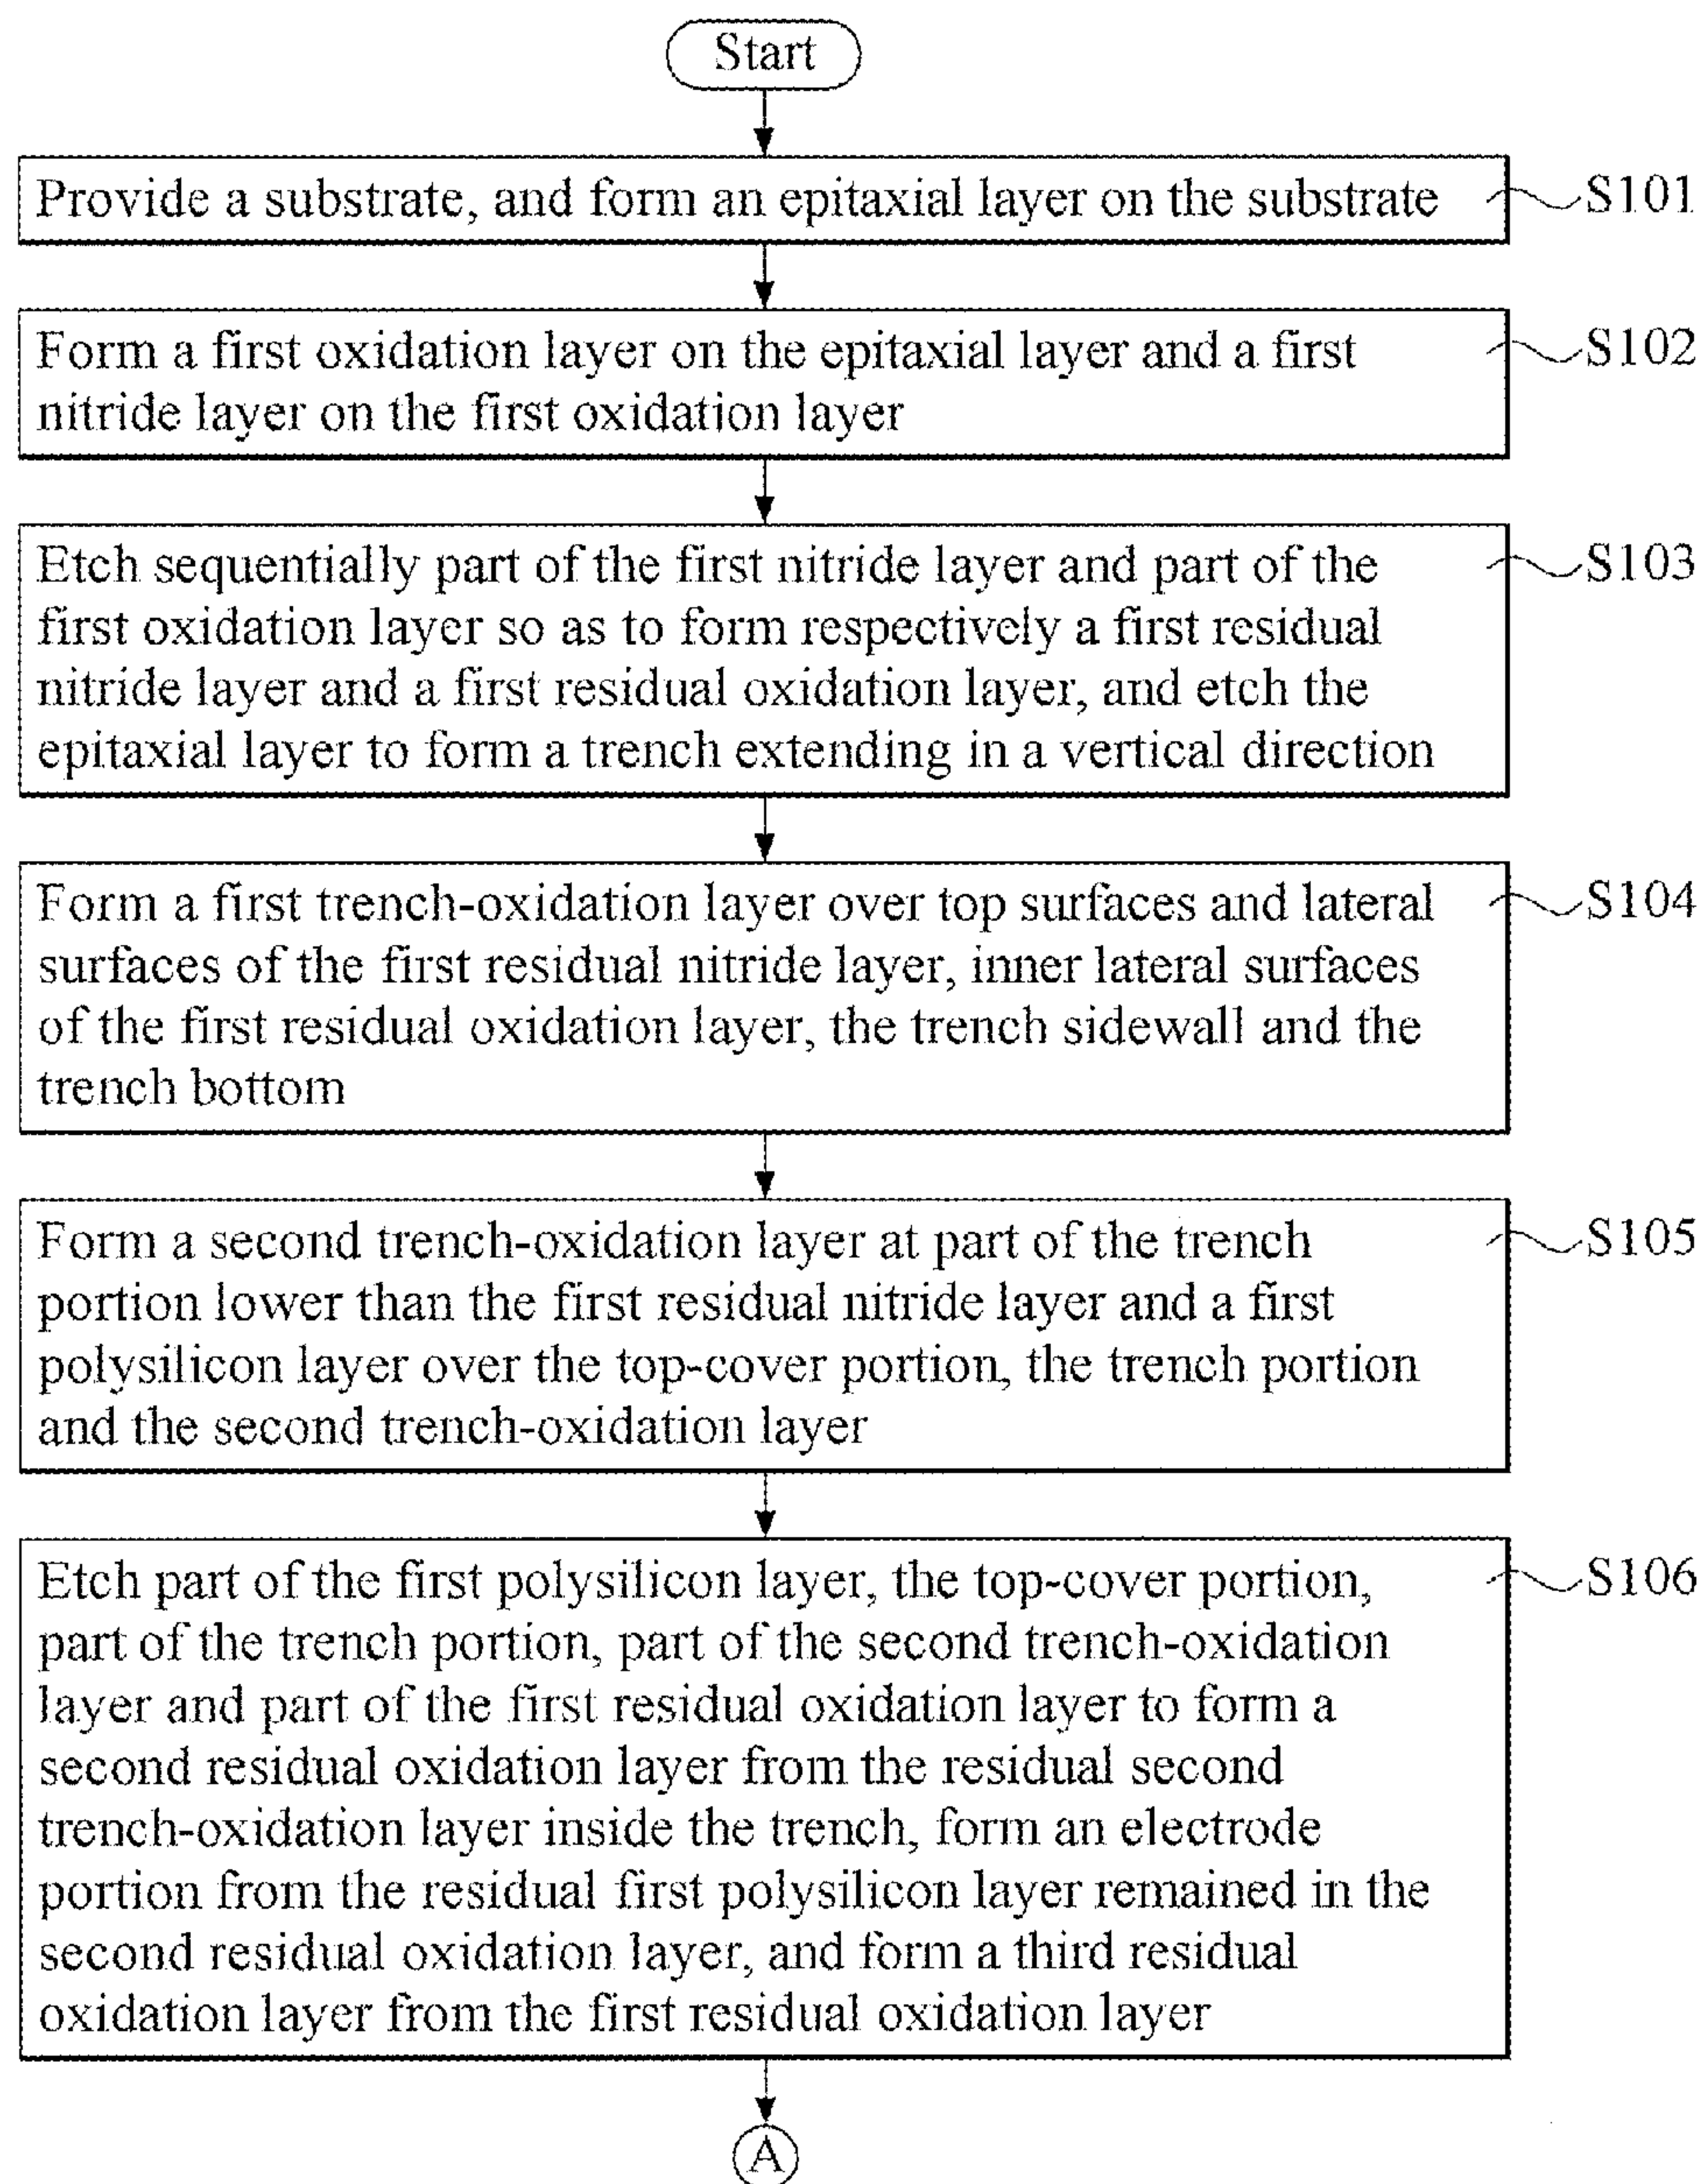 Start
Provide a substrate, and form an epitaxial layer on the substrate
S101
Form a first oxidation layer on the epitaxial layer and a first
nitride layer on the first oxidation layer
S102
Etch sequentially part of the first nitride layer and part of the
first oxidation layer so as to form respectively a first residual
nitride layer and a first residual oxidation layer, and etch the
epitaxial layer to form a trench extending in a vertical direction
S103
Form a first trench-oxidation layer over top surfaces and lateral
surfaces of the first residual nitride layer, inner lateral surfaces
of the first residual oxidation layer, the trench sidewall and the
trench bottom
S104
Form a second trench-oxidation layer at part of the trench
portion lower than the first residual nitride layer and a first
polysilicon layer over the top-cover portion, the trench portion
and the second trench-oxidation layer
S105
Etch part of the first polysilicon layer, the top-cover portion,
part of the trench portion, part of the second trench-oxidation
layer and part of the first residual oxidation layer to form a
second residual oxidation layer from the residual second
trench-oxidation layer inside the trench, form an electrode
portion from the residual first polysilicon layer remained in the
second residual oxidation layer, and form a third residual
oxidation layer from the first residual oxidation layer
S106
A